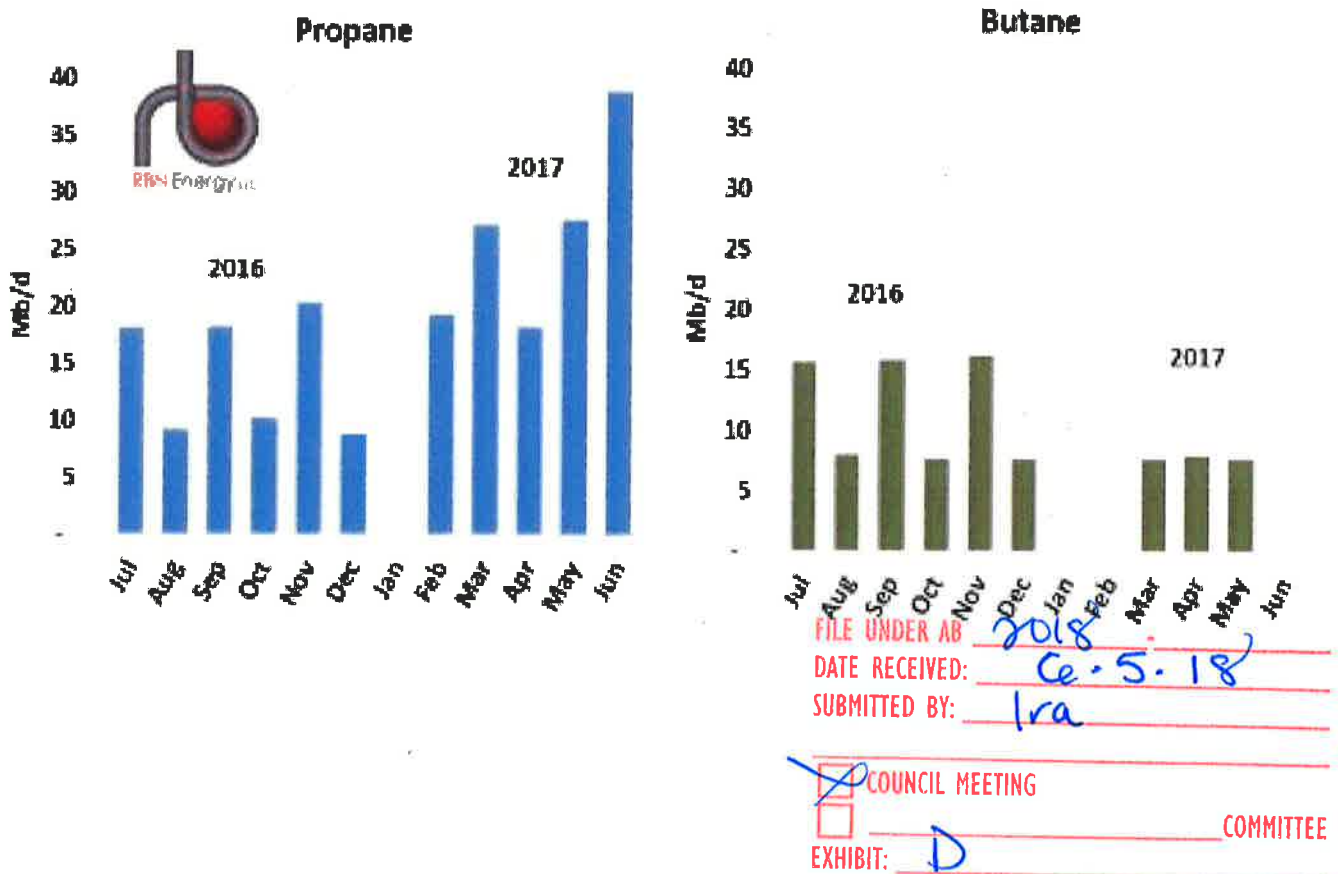 Propane
40
35
30
25
20
15
10
5
-
Mb/d
RBN Energy
2016
2017
Jul
Aug
Sep
Oct
Nov
Dec
Jan
Feb
Mar
Apr
May
Jun
Butane
40
35
30
25
20
15
10
5
-
Mb/d
2016
2017
Jul
Aug
Sep
Oct
Nov
Dec
Jan
Feb
Mar
Apr
May
Jun
FILE UNDER AB 2018
DATE RECEIVED: 6.5.18
SUBMITTED BY: Ira
COUNCIL MEETING
COMMITTEE
EXHIBIT: D